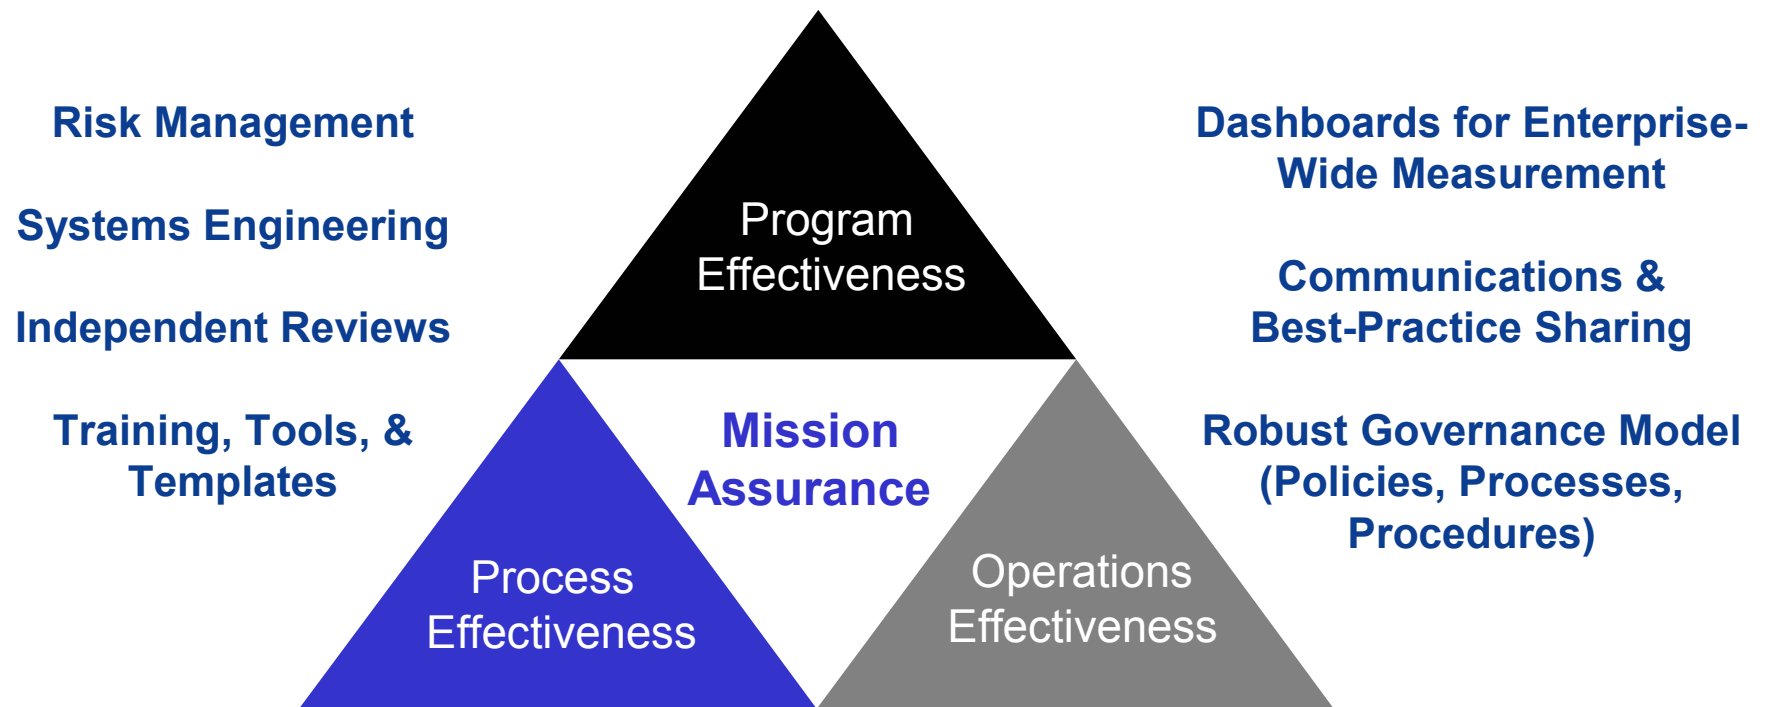 Risk Management
Systems Engineering
Independent Reviews
Training, Tools, &
Templates
Program
Effectiveness
Mission
Assurance
Process
Effectiveness
Operations
Effectiveness
Dashboards for Enterprise-
Wide Measurement
Communications &
Best-Practice Sharing
Robust Governance Model
(Policies, Processes,
Procedures)